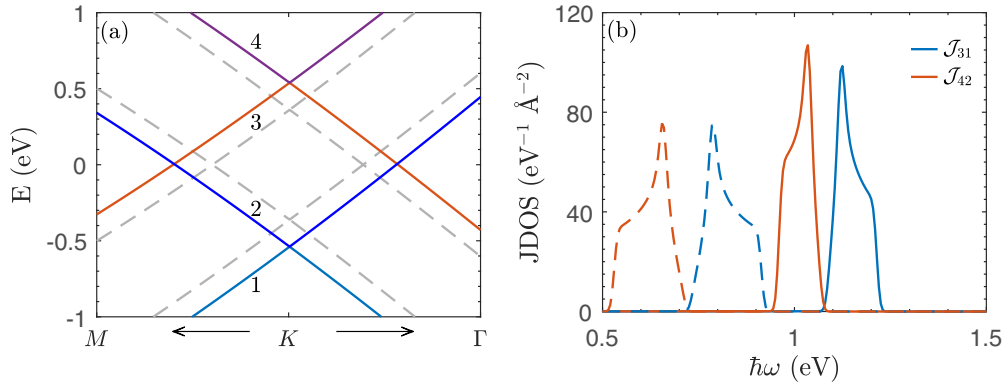 (a)
E (eV)
1
0.5
0
-0.5
-1
4
3
2
1
M
K
Γ
(b)
JDOS (eV⁻¹ Å⁻²)
120
80
40
0
𝒥₃₁
𝒥₄₂
0.5
1
1.5
ℏω (eV)